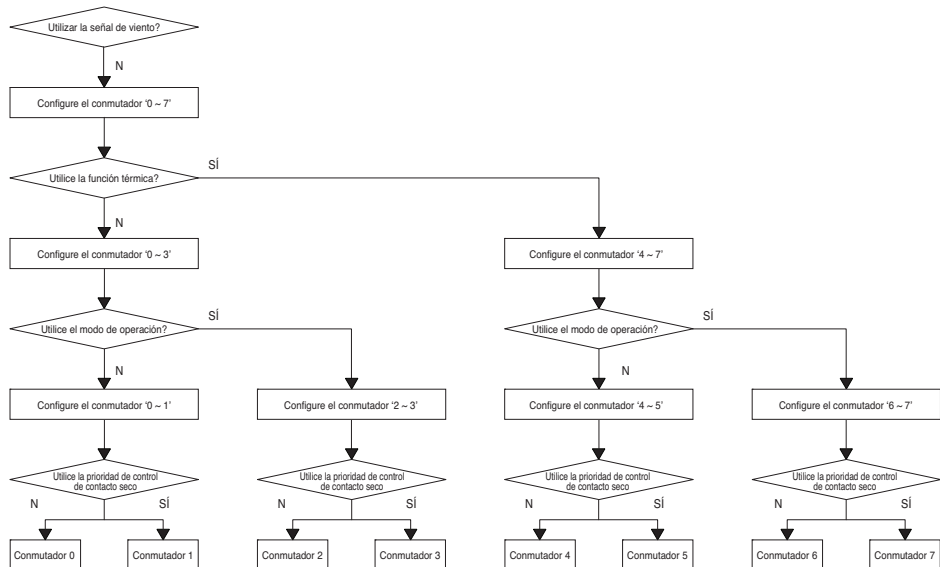 Utilizar la señal de viento?
N
Configure el conmutador ‘0 ~ 7’
SÍ
Utilice la función térmica?
N
Configure el conmutador ‘0 ~ 3’
Configure el conmutador ‘4 ~ 7’
SÍ
SÍ
Utilice el modo de operación?
Utilice el modo de operación?
N
N
Configure el conmutador ‘0 ~ 1’
Configure el conmutador ‘2 ~ 3’
Configure el conmutador ‘4 ~ 5’
Configure el conmutador ‘6 ~ 7’
Utilice la prioridad de control
de contacto seco
Utilice la prioridad de control
de contacto seco
Utilice la prioridad de control
de contacto seco
Utilice la prioridad de control
de contacto seco
N
SÍ
N
SÍ
N
SÍ
N
SÍ
Conmutador 0
Conmutador 1
Conmutador 2
Conmutador 3
Conmutador 4
Conmutador 5
Conmutador 6
Conmutador 7